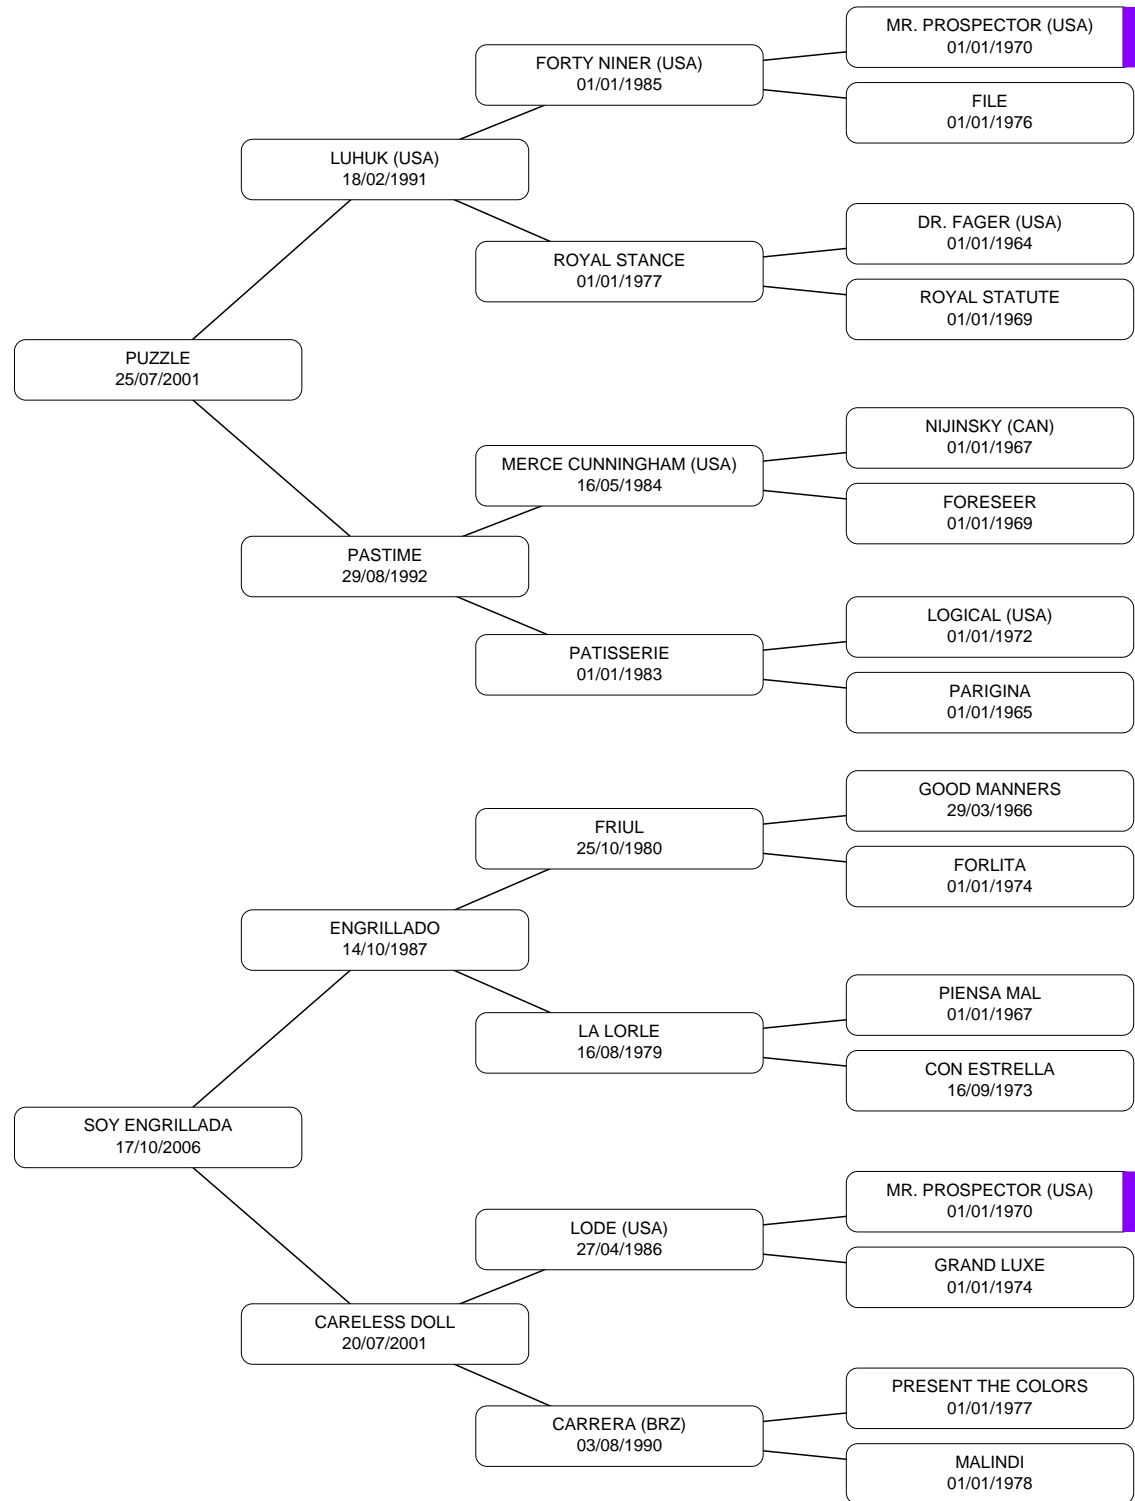 MR. PROSPECTOR (USA)
01/01/1970
FORTY NINER (USA)
01/01/1985
FILE
01/01/1976
LUHUK (USA)
18/02/1991
DR. FAGER (USA)
01/01/1964
ROYAL STANCE
01/01/1977
ROYAL STATUTE
01/01/1969
PUZZLE
25/07/2001
NIJINSKY (CAN)
01/01/1967
MERCE CUNNINGHAM (USA)
16/05/1984
FORESEER
01/01/1969
PASTIME
29/08/1992
LOGICAL (USA)
01/01/1972
PATISSERIE
01/01/1983
PARIGINA
01/01/1965
GOOD MANNERS
29/03/1966
FRIUL
25/10/1980
FORLITA
01/01/1974
ENGRILLADO
14/10/1987
PIENSA MAL
01/01/1967
LA LORLE
16/08/1979
CON ESTRELLA
16/09/1973
SOY ENGRILLADA
17/10/2006
MR. PROSPECTOR (USA)
01/01/1970
LODE (USA)
27/04/1986
GRAND LUXE
01/01/1974
CARELESS DOLL
20/07/2001
PRESENT THE COLORS
01/01/1977
CARRERA (BRZ)
03/08/1990
MALINDI
01/01/1978